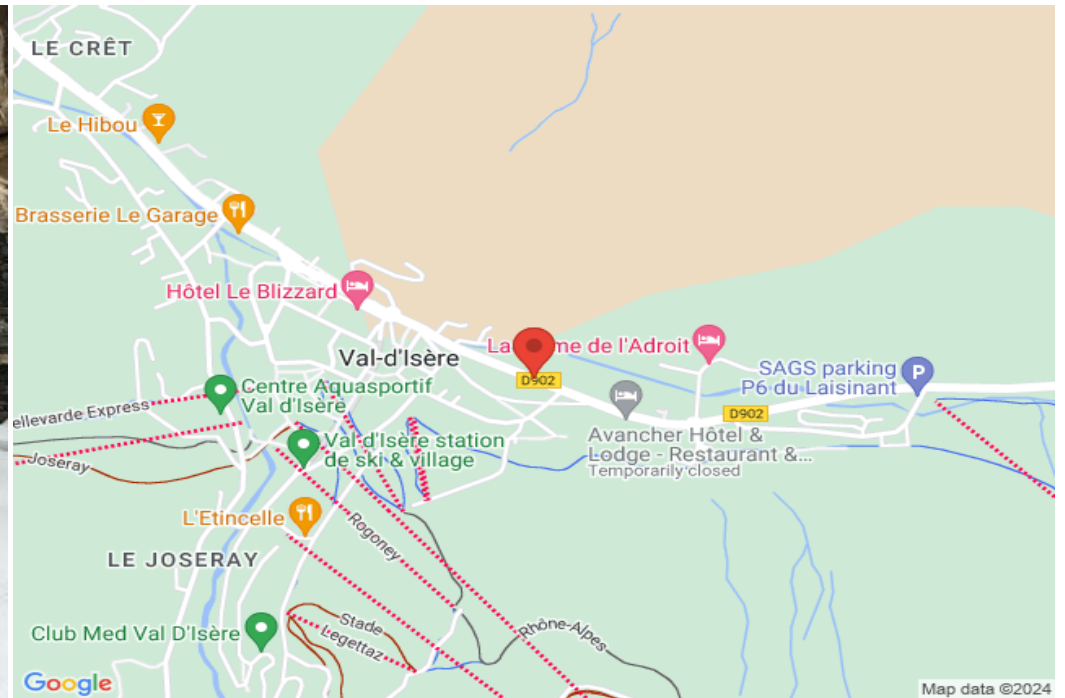 LE CRÊT
Le Hibou
Brasserie Le Garage
Hôtel Le Blizzard
Val-d'Isère
La
me de l'Adroit
D902
SAGS parking
P6 du Laisinant
P
D902
Centre Aquasportif
Val d'Isère
ellevarde Express
Joseray
Val d'Isère station
de ski & village
Avancher Hôtel &
Lodge - Restaurant &...
Temporarily closed
L'Etincelle
Rogoney
LE JOSERAY
Stade
Legettaz
Rhône-Alpes
Club Med Val D'Isère
Google
Map data ©2024